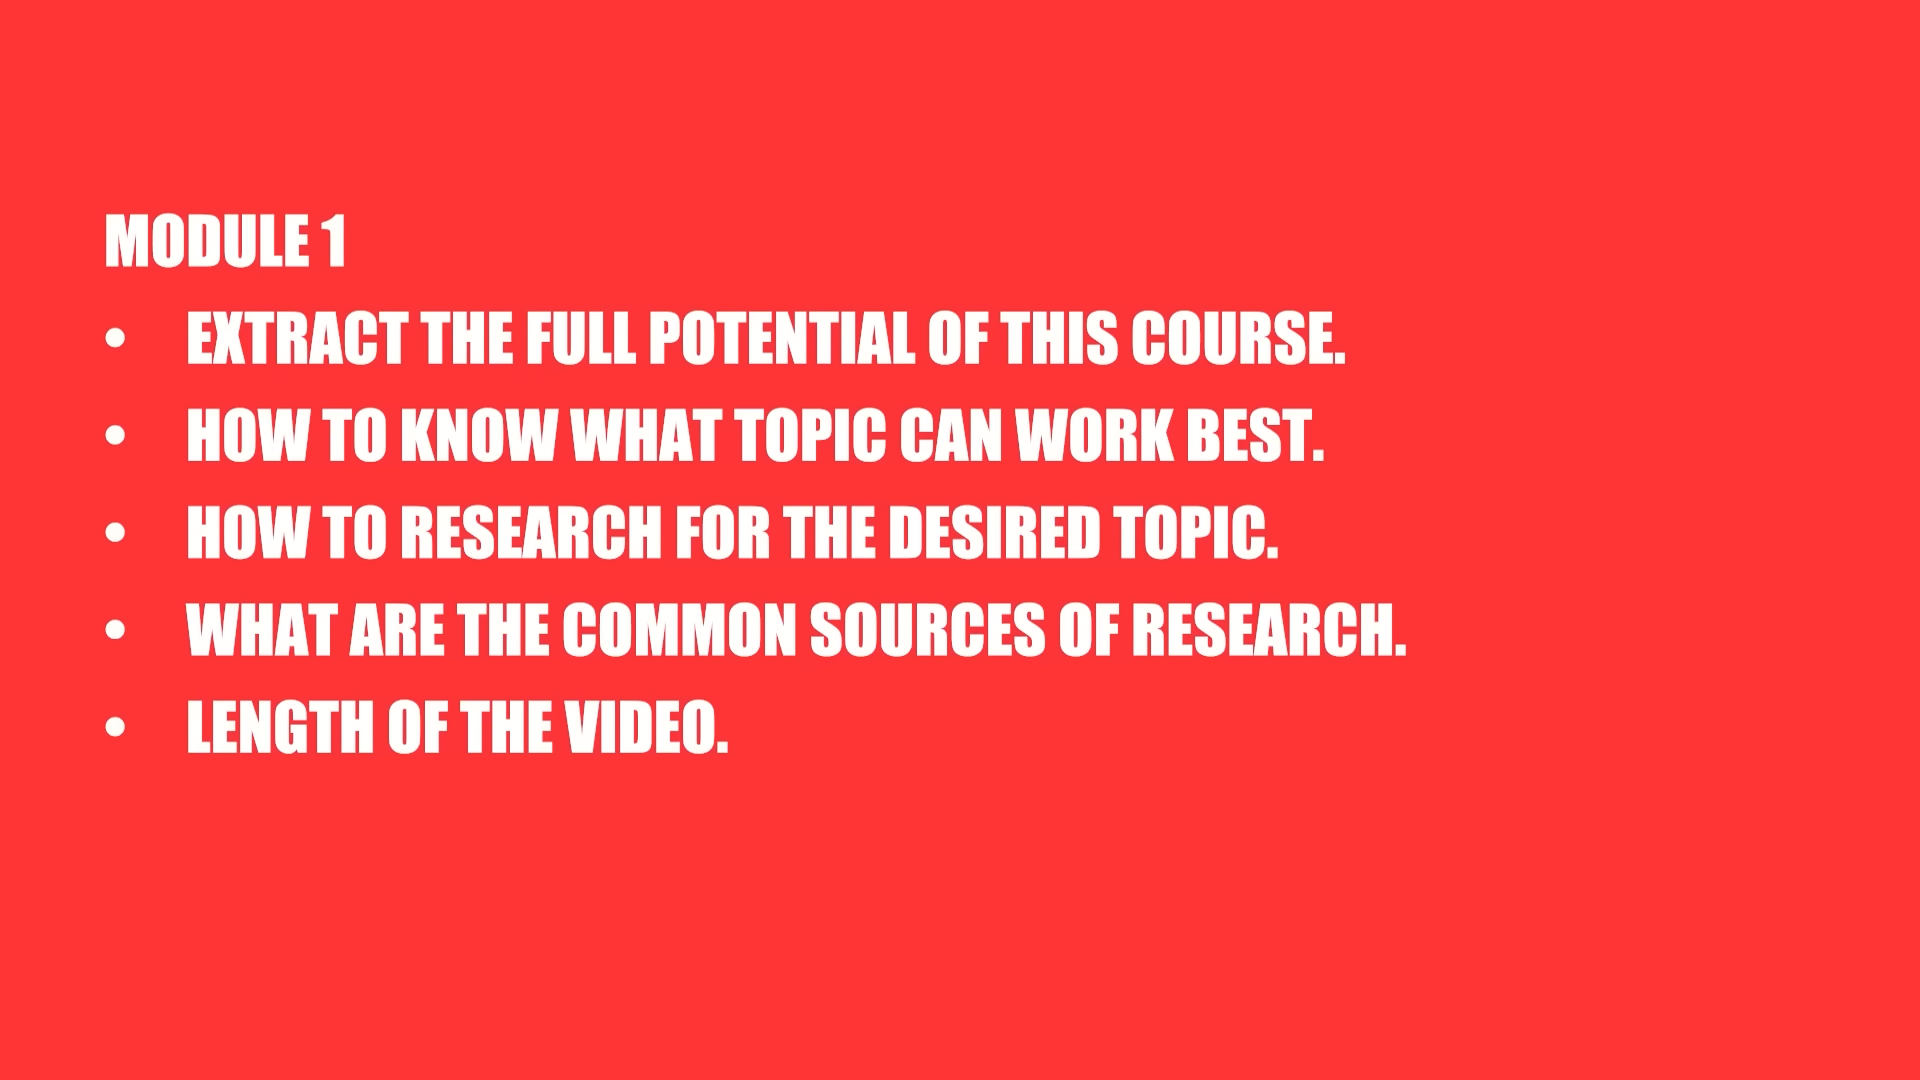 MODULE 1
• EXTRACT THE FULL POTENTIAL OF THIS COURSE.
• HOW TO KNOW WHAT TOPIC CAN WORK BEST.
• HOW TO RESEARCH FOR THE DESIRED TOPIC.
• WHAT ARE THE COMMON SOURCES OF RESEARCH.
• LENGTH OF THE VIDEO.